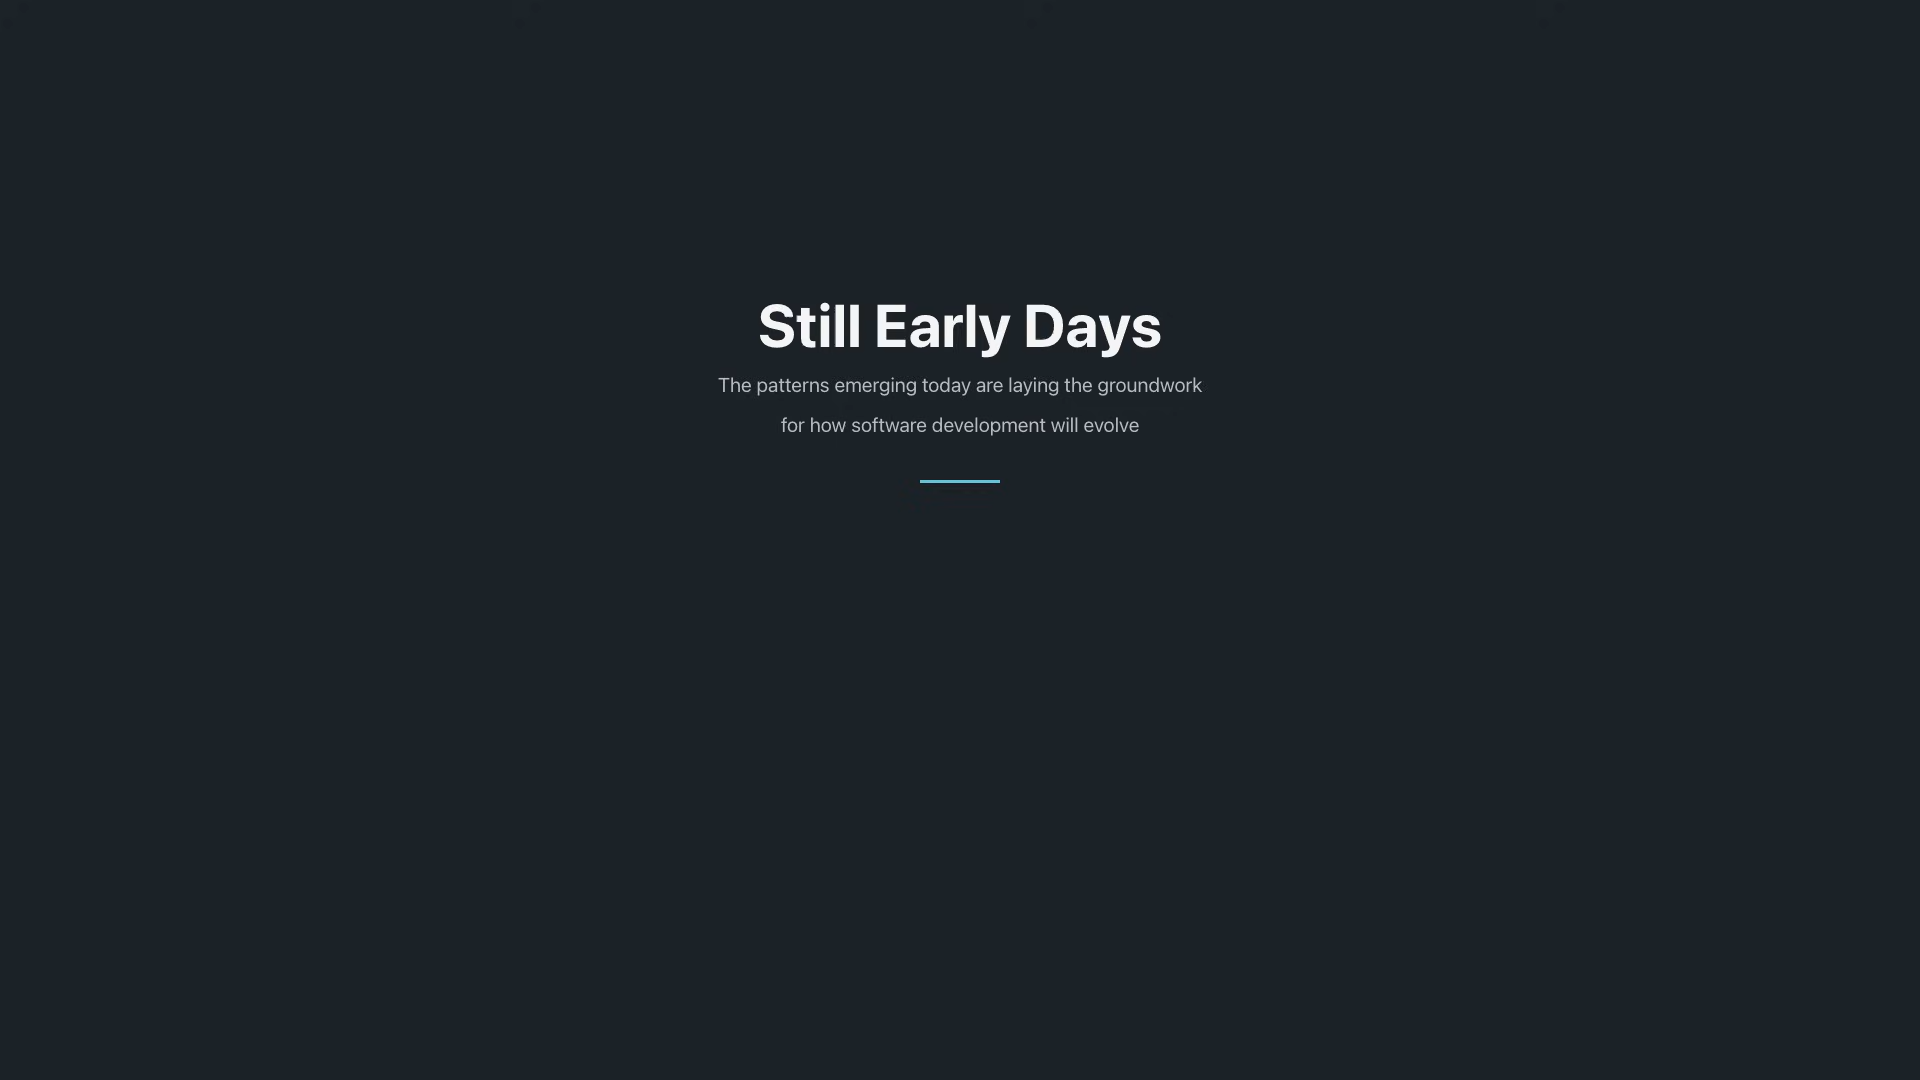 Still Early Days
The patterns emerging today are laying the groundwork
for how software development will evolve